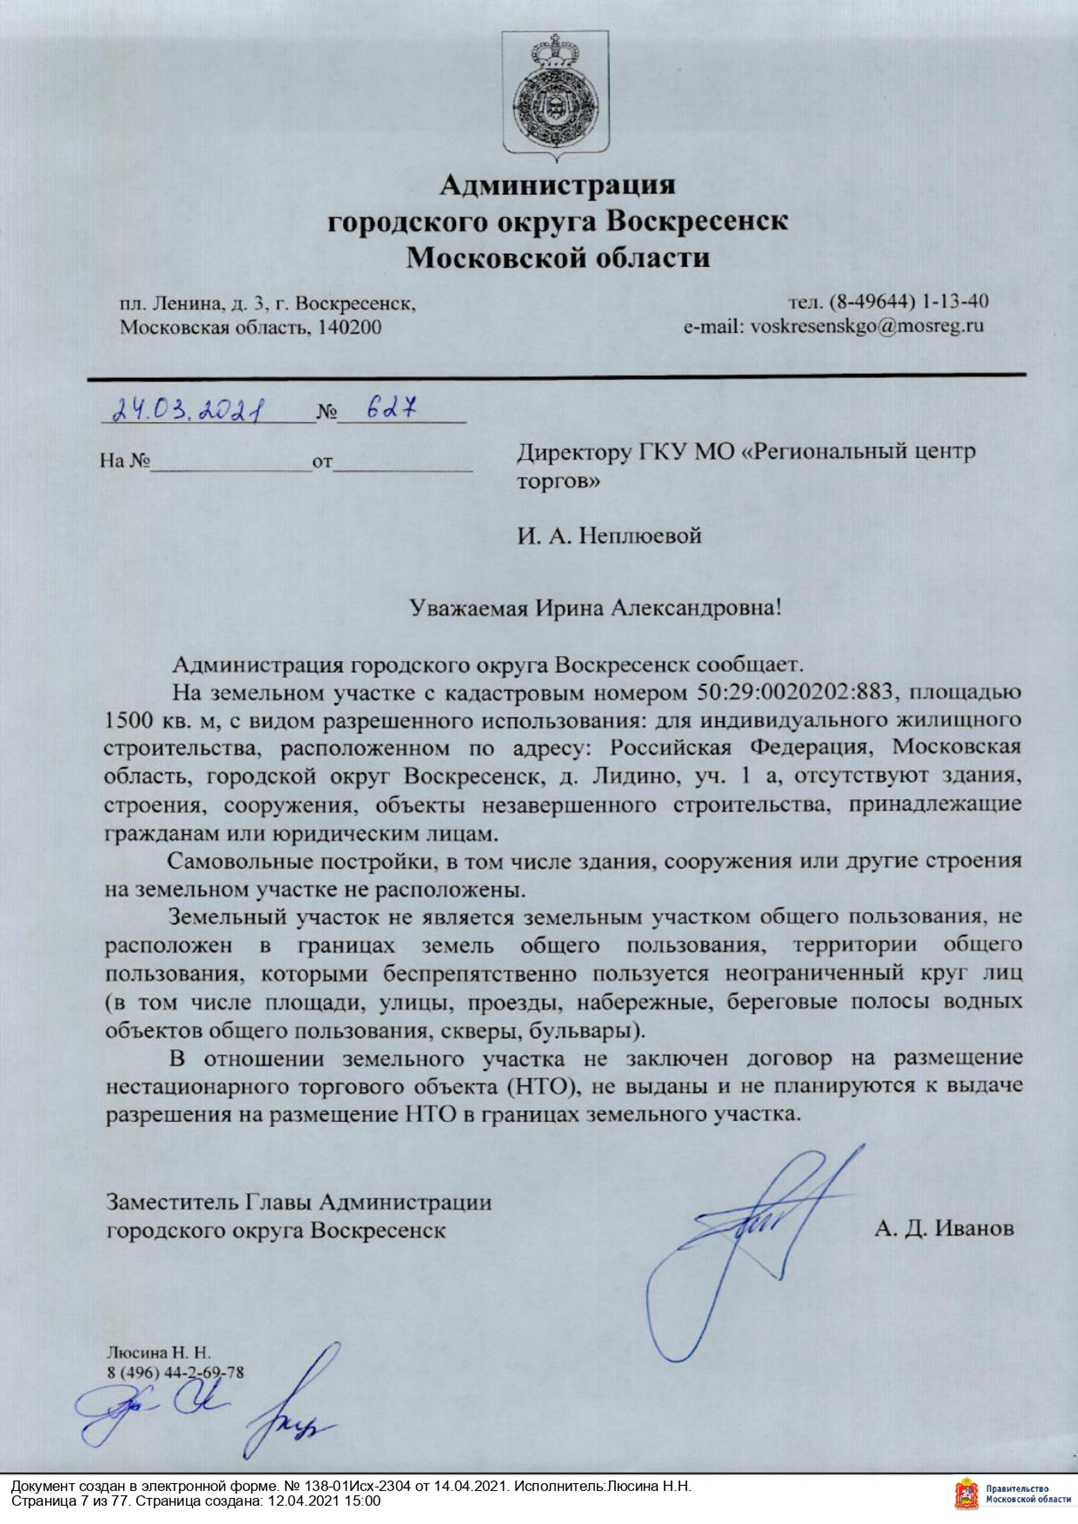 Администрация
городского округа Воскресенск
Московской области
пл. Ленина, д. 3, г. Воскресенск,
Московская область, 140200
тел. (8-49644) 1-13-40
e-mail: voskresenskgo@mosreg.ru
24.03.2021 № 627
На №______________от____________
Директору ГКУ МО «Региональный центр
торгов»
И. А. Неплюевой
Уважаемая Ирина Александровна!
Администрация городского округа Воскресенск сообщает.
На земельном участке с кадастровым номером 50:29:0020202:883, площадью
1500 кв. м, с видом разрешенного использования: для индивидуального жилищного
строительства, расположенном по адресу: Российская Федерация, Московская
область, городской округ Воскресенск, д. Лидино, уч. 1 а, отсутствуют здания,
строения, сооружения, объекты незавершенного строительства, принадлежащие
гражданам или юридическим лицам.
Самовольные постройки, в том числе здания, сооружения или другие строения
на земельном участке не расположены.
Земельный участок не является земельным участком общего пользования, не
расположен в границах земель общего пользования, территории общего
пользования, которыми беспрепятственно пользуется неограниченный круг лиц
(в том числе площади, улицы, проезды, набережные, береговые полосы водных
объектов общего пользования, скверы, бульвары).
В отношении земельного участка не заключен договор на размещение
нестационарного торгового объекта (НТО), не выданы и не планируются к выдаче
разрешения на размещение НТО в границах земельного участка.
Заместитель Главы Администрации
городского округа Воскресенск
А. Д. Иванов
Люсина Н. Н.
8 (496) 44-2-69-78
Документ создан в электронной форме. № 138-01Исх-2304 от 14.04.2021. Исполнитель:Люсина Н.Н.
Страница 7 из 77. Страница создана: 12.04.2021 15:00
Правительство
Московской области